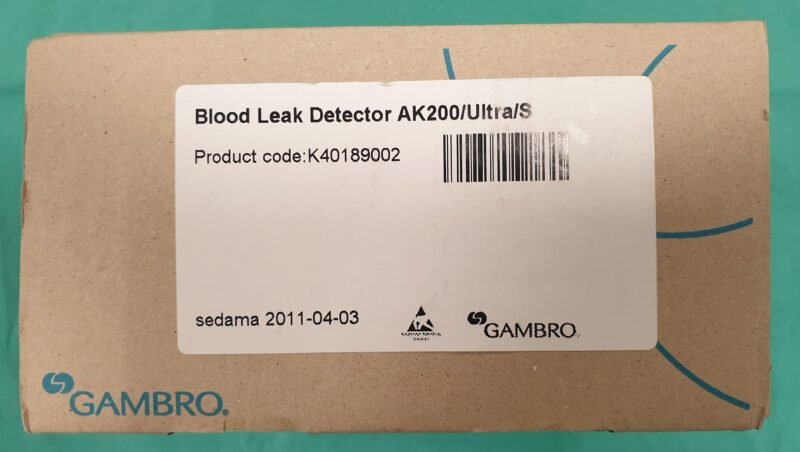 Blood Leak Detector AK200/Ultra/S
Product code:K40189002
sedama 2011-04-03
GAMBRO
GAMBRO